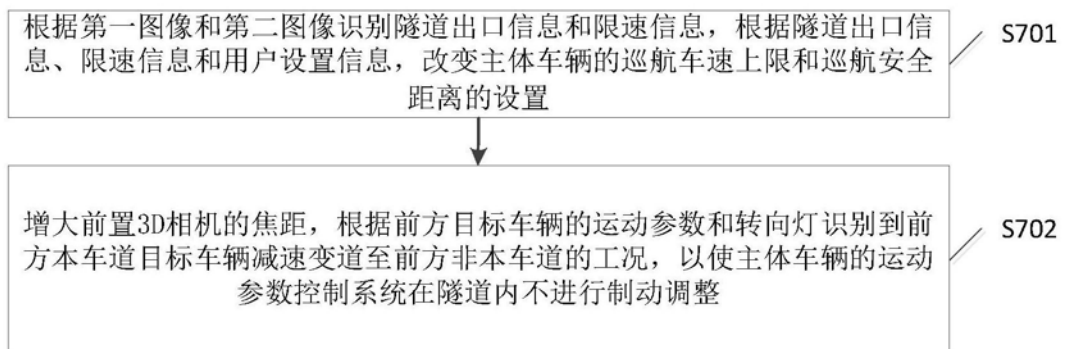 根据第一图像和第二图像识别隧道出口信息和限速信息，根据隧道出口信
息、限速信息和用户设置信息，改变主体车辆的巡航车速上限和巡航安全
距离的设置
S701
增大前置3D相机的焦距，根据前方目标车辆的运动参数和转向灯识别到前
方本车道目标车辆减速变道至前方非本车道的工况，以使主体车辆的运动
参数控制系统在隧道内不进行制动调整
S702